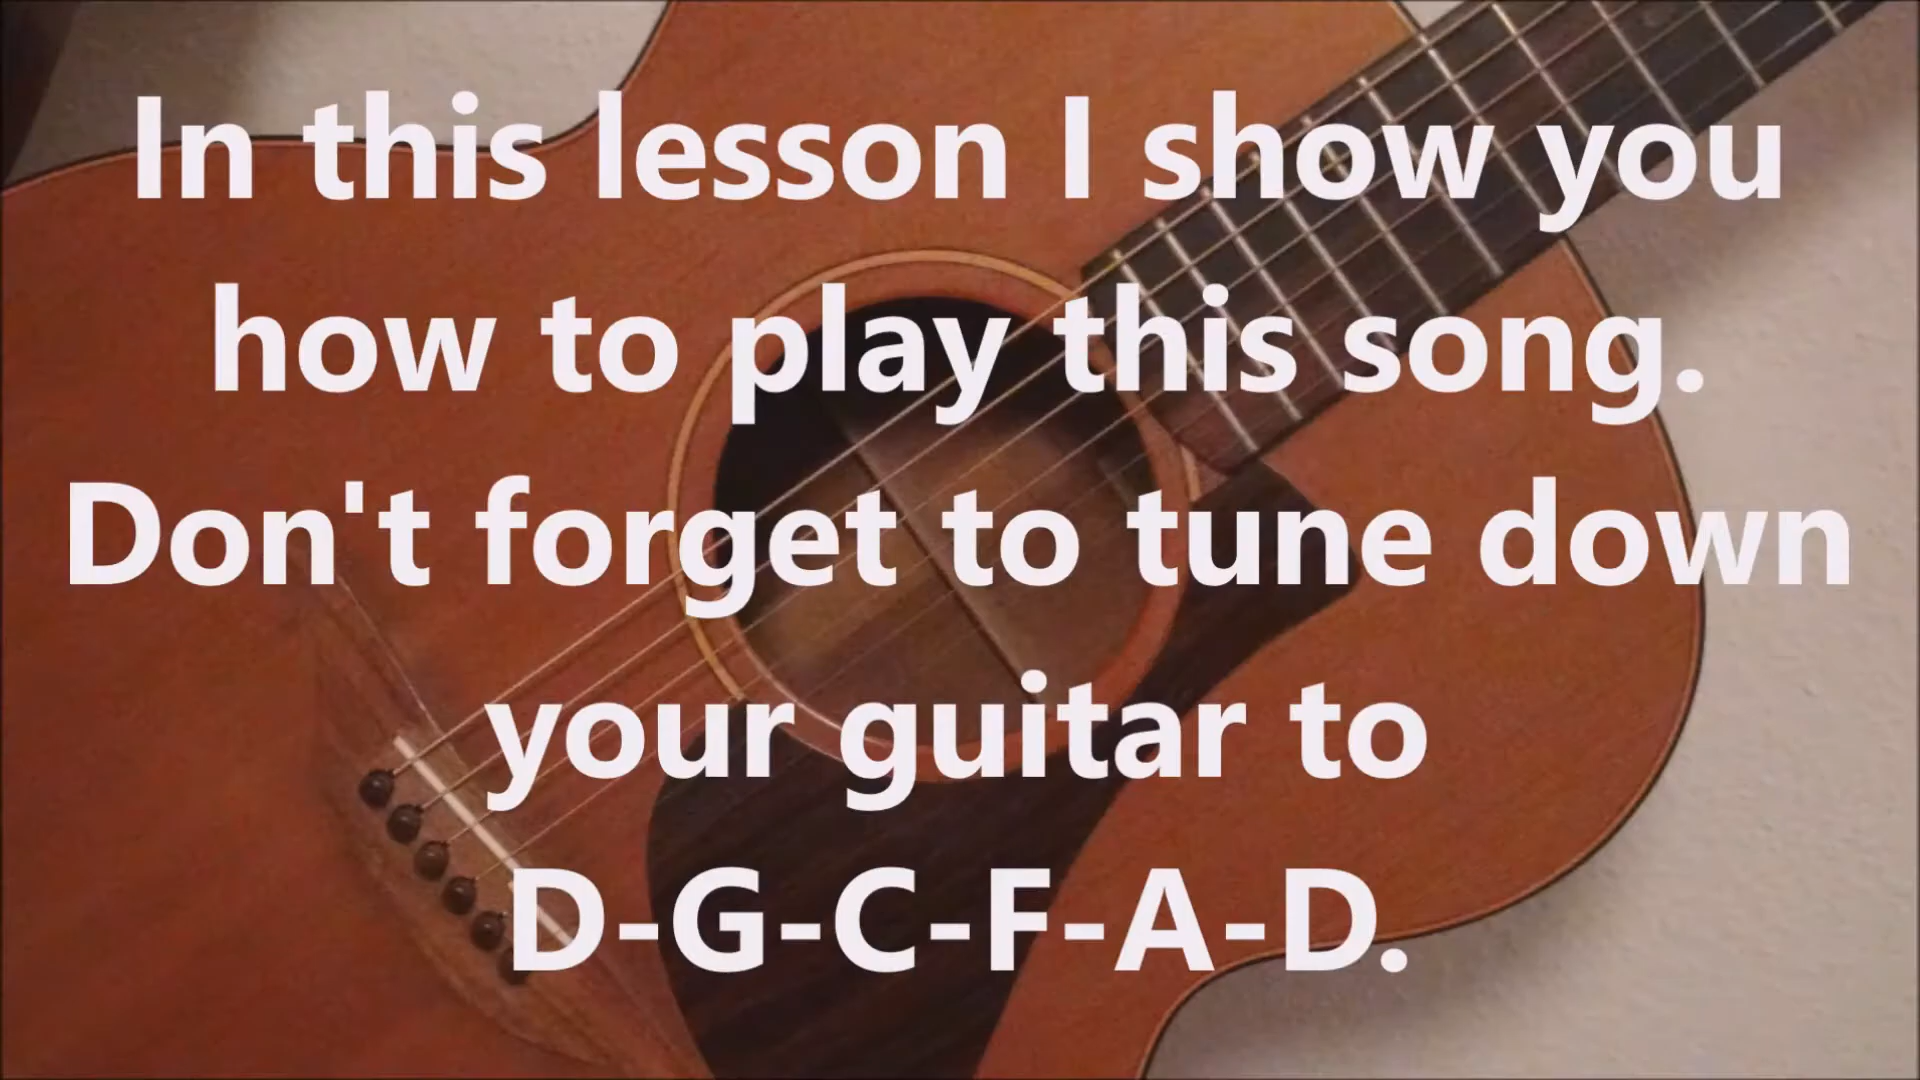 In this lesson I show you
how to play this song.
Don't forget to tune down
your guitar to
D-G-C-F-A-D.